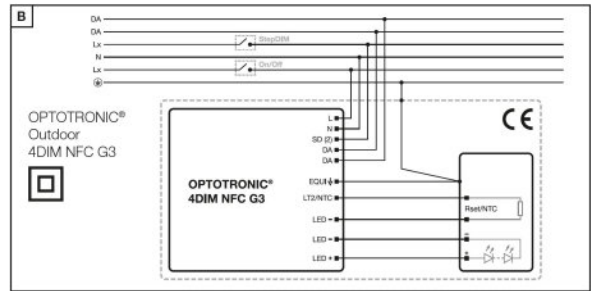 B
DA
DA
Lx
StepDIM
N
Lx
On/Off
OPTOTRONIC®
Outdoor
4DIM NFC G3
CE
L
N
SD (2)
DA
DA
EQUI
OPTOTRONIC®
4DIM NFC G3
LT2/NTC
Rset/NTC
LED -
LED -
-
LED +
+